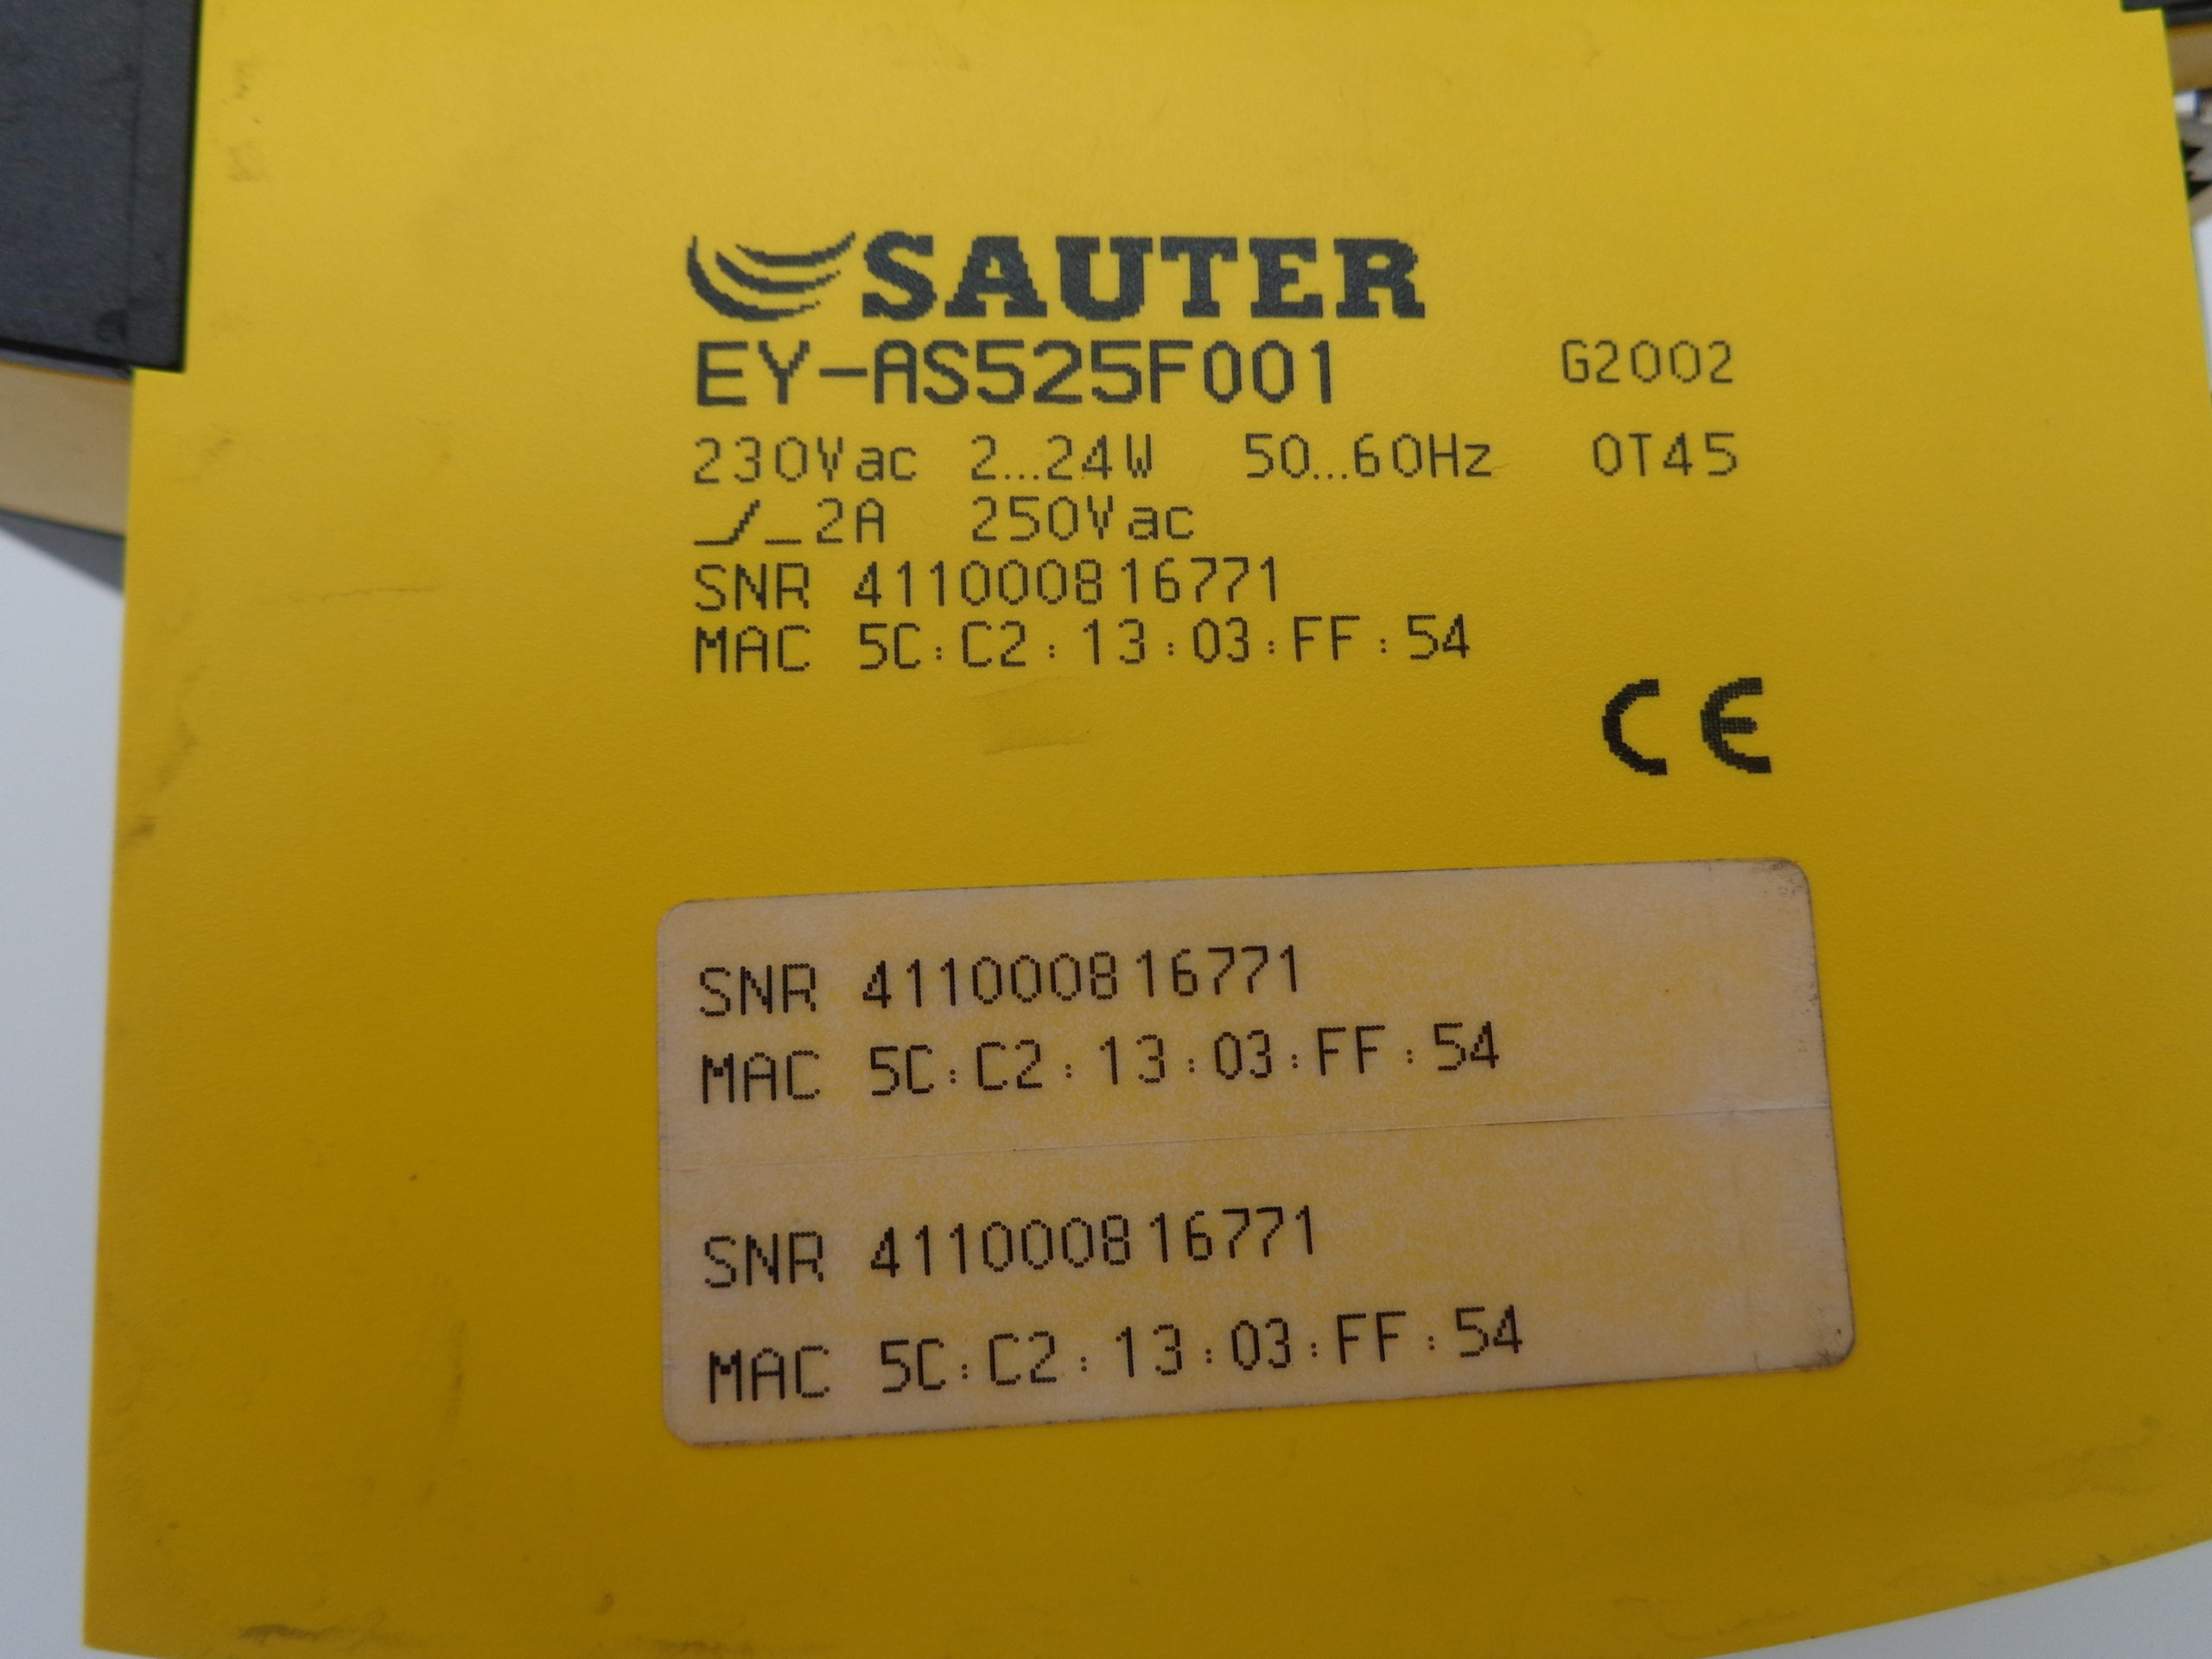 SAUTER
EY-AS525F001 G2002
230Vac 2...24W 50...60Hz 0T45
2A 250Vac
SNR 411000816771
MAC 5C:C2:13:03:FF:54
CE
SNR 411000816771
MAC 5C:C2:13:03:FF:54
SNR 411000816771
MAC 5C:C2:13:03:FF:54